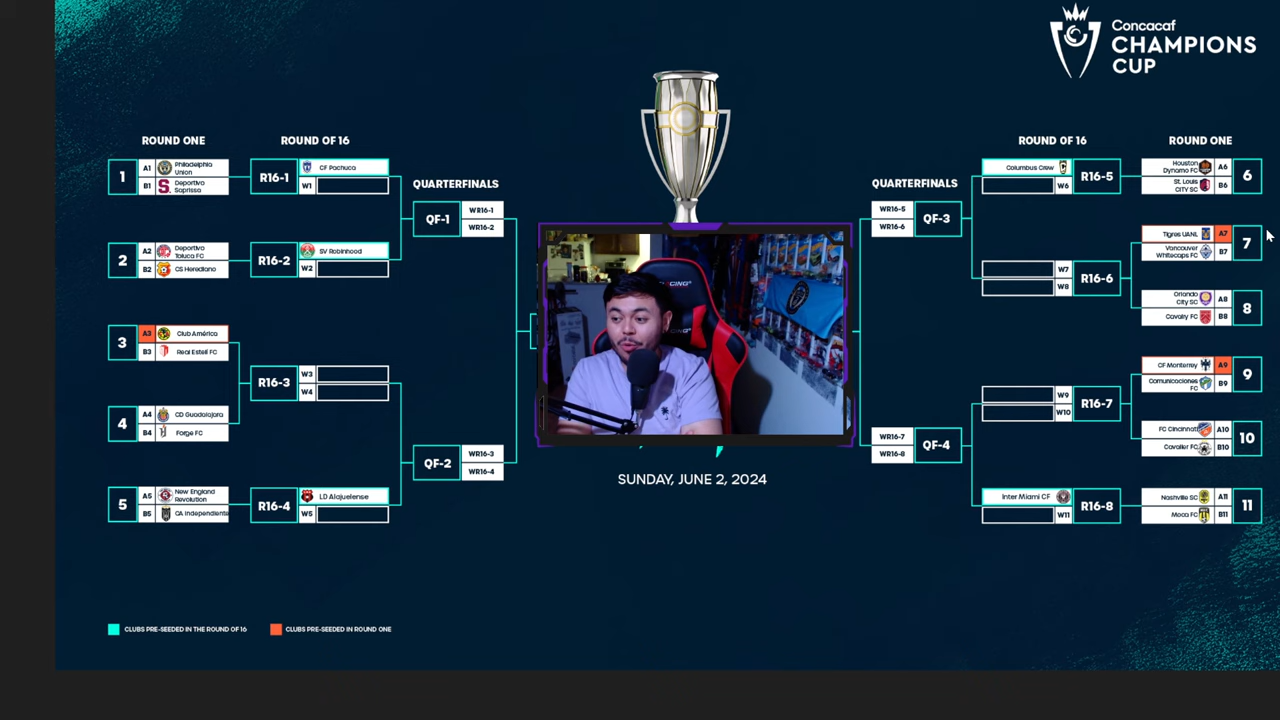 Concacaf
CHAMPIONS
CUP
ROUND ONE
ROUND OF 16
QUARTERFINALS
1
A1 Philadelphia Union
B1 Deportivo Saprissa
R16-1
CF Pachuca
W1
2
A2 Deportivo Toluca FC
B2 CS Herediano
R16-2
SV Robinhood
W2
QF-1
WR16-1
WR16-2
3
A3 Club América
B3 Real Estelí FC
R16-3
W3
W4
4
A4 CD Guadalajara
B4 Forge FC
5
A5 New England Revolution
B5 CA Independiente
R16-4
LD Alajuelense
W5
QF-2
WR16-3
WR16-4
SUNDAY, JUNE 2, 2024
QUARTERFINALS
ROUND OF 16
ROUND ONE
WR16-5
WR16-6
QF-3
Columbus Crew
W6
R16-5
Houston Dynamo FC A6
St. Louis CITY SC B6
6
W7
W8
R16-6
Tigres UANL A7
Vancouver Whitecaps FC B7
7
Orlando City SC A8
Cavalry FC B8
8
WR16-7
WR16-8
QF-4
W9
W10
R16-7
CF Monterrey A9
Comunicaciones FC B9
9
FC Cincinnati A10
Cavalier FC B10
10
Inter Miami CF
W11
R16-8
Nashville SC A11
Moca FC B11
11
CLUBS PRE-SEEDED IN THE ROUND OF 16
CLUBS PRE-SEEDED IN ROUND ONE